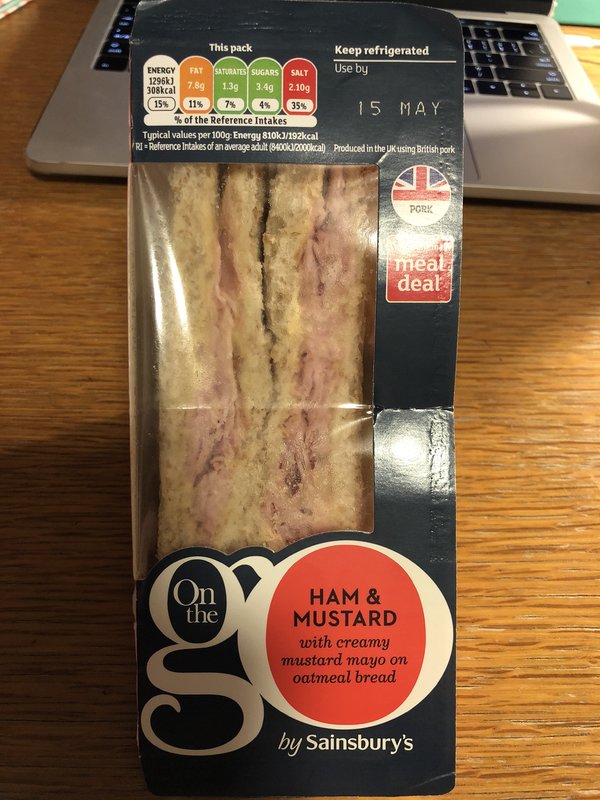 This pack
ENERGY
1296kJ
308kcal
15%
FAT
7.8g
11%
SATURATES
1.3g
7%
SUGARS
3.4g
4%
SALT
2.10g
35%
% of the Reference Intakes
Typical values per 100g: Energy 810kJ/192kcal
RI = Reference Intakes of an average adult (8400kJ/2000kcal)
Keep refrigerated
Use by
15 MAY
Produced in the UK using British pork
PORK
meal
deal
On
the
go
HAM &
MUSTARD
with creamy
mustard mayo on
oatmeal bread
by Sainsbury's